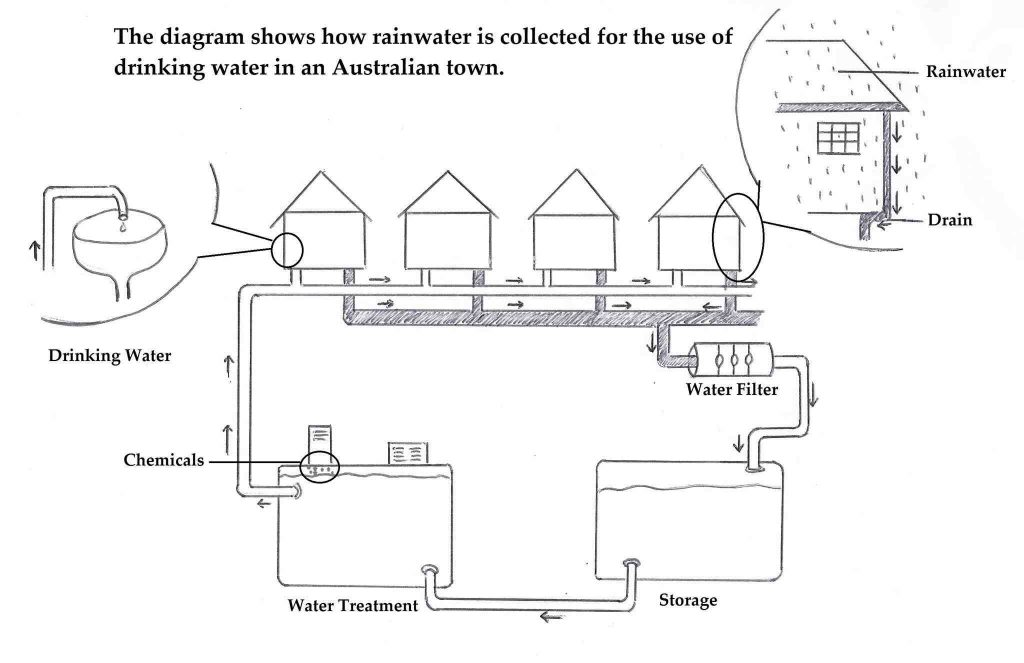 The diagram shows how rainwater is collected for the use of
drinking water in an Australian town.
Rainwater
Drain
Drinking Water
Water Filter
Chemicals
Water Treatment
Storage